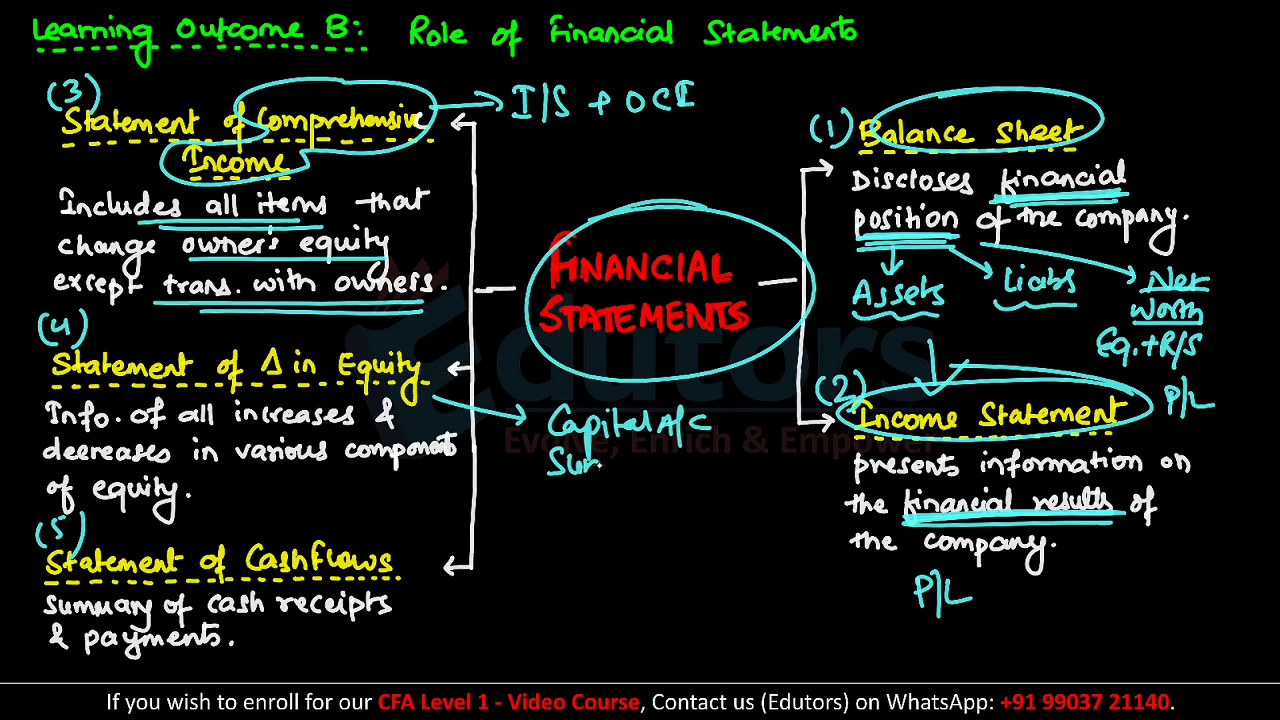 Learning Outcome B: Role of Financial Statements
(3)
Statement of Comprehensive
Income
→ I/S + OCI
Includes all items that
change owner's equity
except trans. with owners.
(4)
Statement of Δ in Equity
Info. of all increases &
decreases in various components
of equity.
→ Capital A/c
Sur
(5)
Statement of Cashflows
Summary of cash receipts
& payments.
FINANCIAL
STATEMENTS
Edutors
Evolve, Enrich & Empower
(1) Balance Sheet
Discloses financial
position of the company.
Assets
Liabs
Net
Worth
Eq. + R/S
(2)
Income Statement
P/L
presents information on
the financial results of
the company.
P/L
If you wish to enroll for our CFA Level 1 - Video Course, Contact us (Edutors) on WhatsApp: +91 99037 21140.